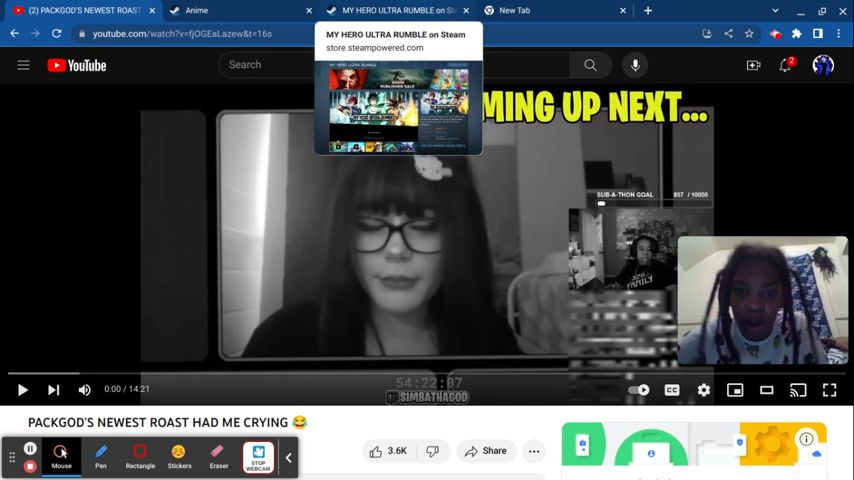 (2) PACKGOD'S NEWEST ROAST
Anime
MY HERO ULTRA RUMBLE on Ste
New Tab
youtube.com/watch?v=fjOGEaLazew&t=16s
MY HERO ULTRA RUMBLE on Steam
store.steampowered.com
YouTube
Search
2
MING UP NEXT...
SUB-A-THON GOAL
857 / 10000
FAMILY
0:00 / 14:21
54:22:07
SIMBATHAGOD
PACKGOD'S NEWEST ROAST HAD ME CRYING 😂
3.6K
Share
Mouse
Pen
Rectangle
Stickers
Eraser
STOP
WEBCAM